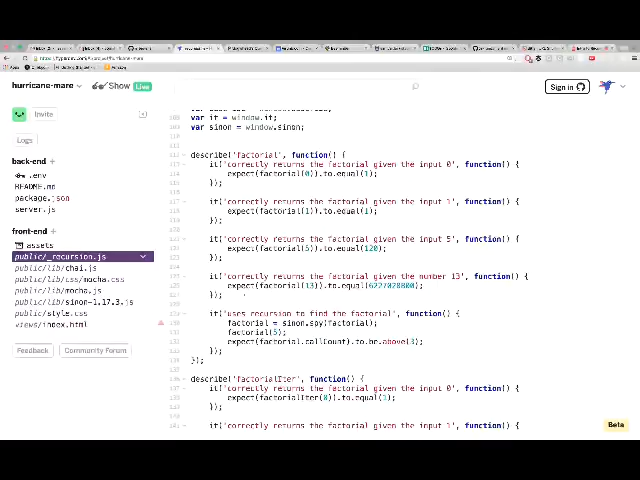 hurricane-mare
Show
Live
Sign in
Invite
Logs
back-end +
.env
README.md
package.json
server.js
front-end +
assets
public/_recursion.js
public/lib/chai.js
public/lib/css/mocha.css
public/lib/mocha.js
public/lib/sinon-1.17.3.js
public/style.css
views/index.html
Feedback
Community Forum
var it = window.it;
var sinon = window.sinon;
describe('Factorial', function() {
it('correctly returns the factorial given the input 0', function() {
expect(factorial(0)).to.equal(1);
});
it('correctly returns the factorial given the input 1', function() {
expect(factorial(1)).to.equal(1);
});
it('correctly returns the factorial given the input 5', function() {
expect(factorial(5)).to.equal(120);
});
it('correctly returns the factorial given the number 13', function() {
expect(factorial(13)).to.equal(6227020800);
});
it('uses recursion to find the factorial', function() {
factorial = sinon.spy(factorial);
factorial(5);
expect(factorial.callCount).to.be.above(3);
});
});
describe('FactorialIter', function() {
it('correctly returns the factorial given the input 0', function() {
expect(factorialIter(0)).to.equal(1);
});
it('correctly returns the factorial given the input 1', function() {
Beta